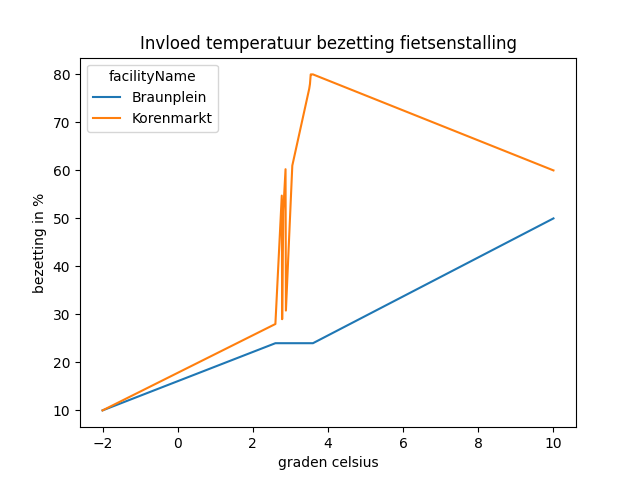 Invloed temperatuur bezetting fietsenstalling
facilityName
Braunplein
Korenmarkt
bezetting in %
80
70
60
50
40
30
20
10
−2
0
2
4
6
8
10
graden celsius